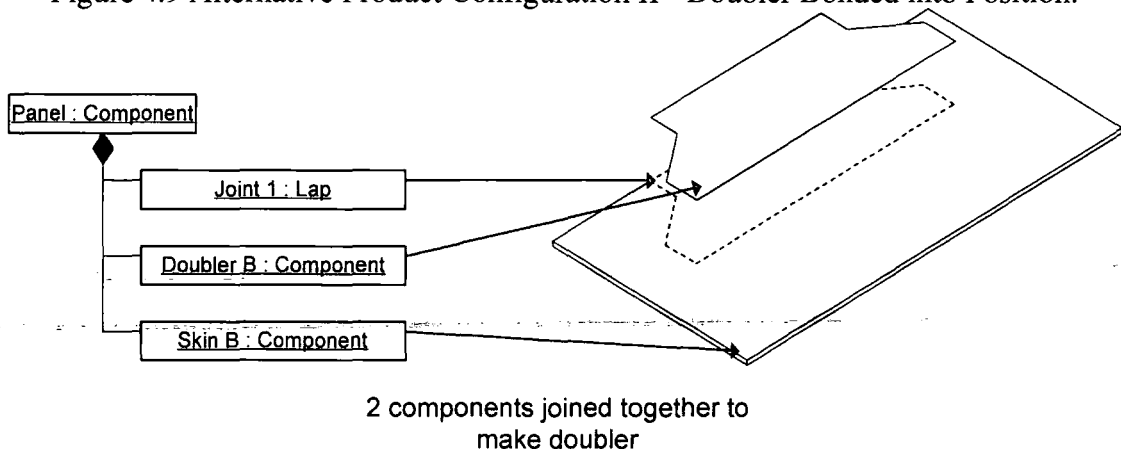 Figure 4.9 Alternative Product Configuration II - Doubler Bonded into Position.
Panel : Component
Joint 1 : Lap
Doubler B : Component
Skin B : Component
2 components joined together to
make doubler